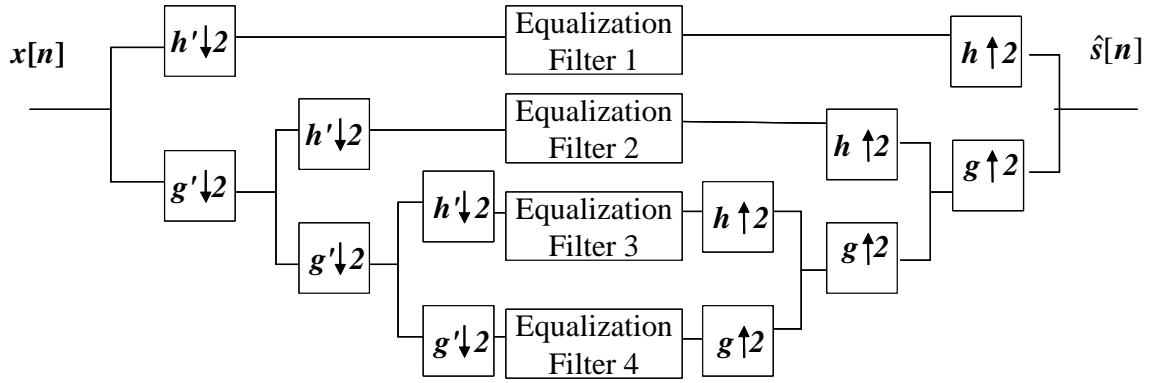 x[n]
h'↓2
Equalization
Filter 1
h↑2
ŝ[n]
h'↓2
Equalization
Filter 2
h↑2
g'↓2
g↑2
h'↓2
Equalization
Filter 3
h↑2
g'↓2
g↑2
g'↓2
Equalization
Filter 4
g↑2